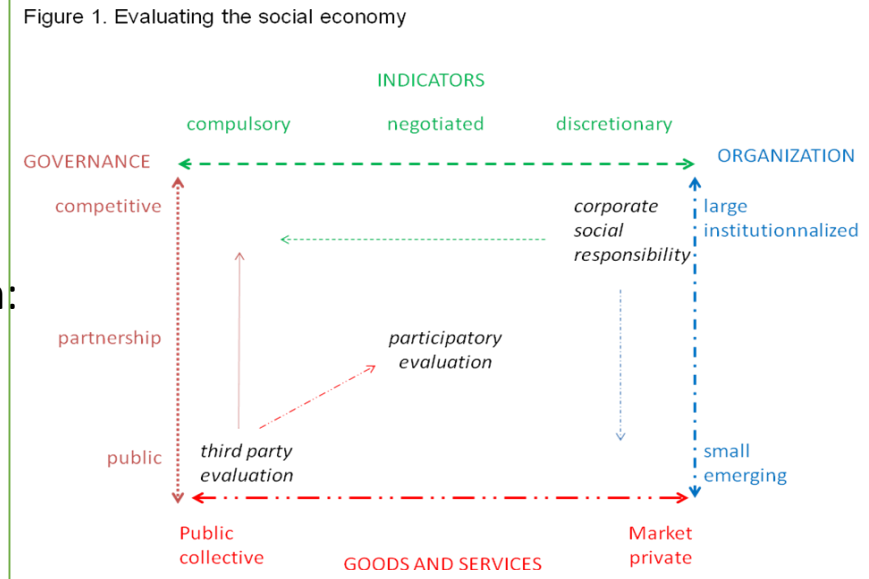 Figure 1. Evaluating the social economy
INDICATORS
compulsory negotiated discretionary
GOVERNANCE
ORGANIZATION
competitive
corporate
social
responsibility
large
institutionnalized
partnership
participatory
evaluation
public
third party
evaluation
small
emerging
Public
collective
Market
private
GOODS AND SERVICES